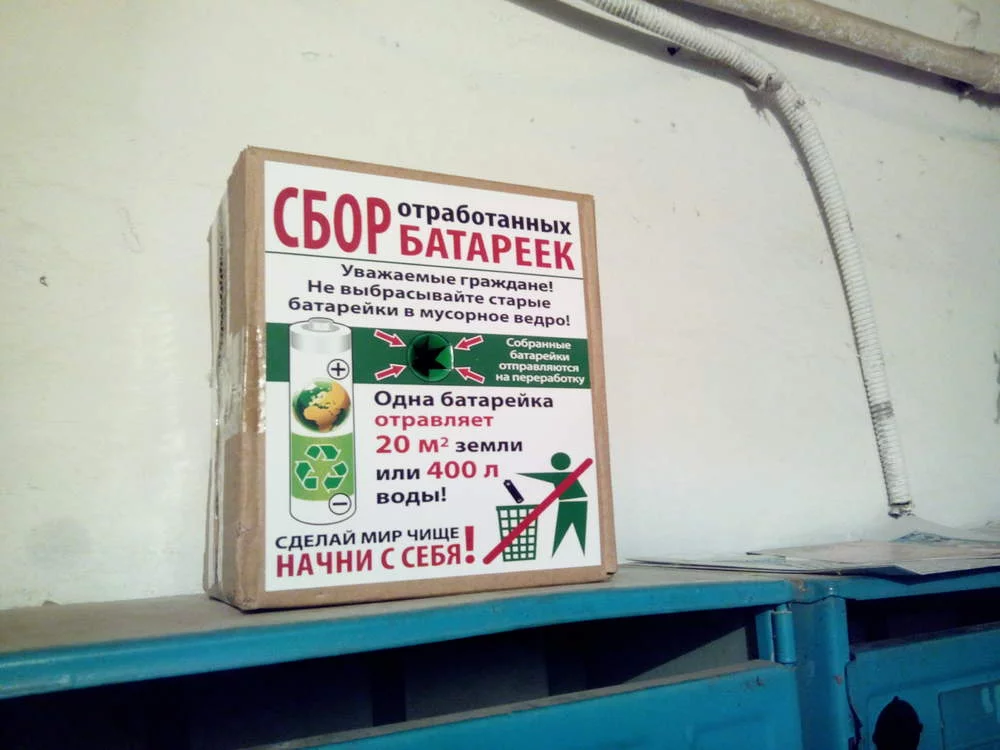 СБОР отработанных
БАТАРЕЕК
Уважаемые граждане!
Не выбрасывайте старые
батарейки в мусорное ведро!
Собранные
батарейки
отправляются
на переработку
+
Одна батарейка
отравляет
20 м² земли
или 400 л
воды!
−
СДЕЛАЙ МИР ЧИЩЕ
НАЧНИ С СЕБЯ!